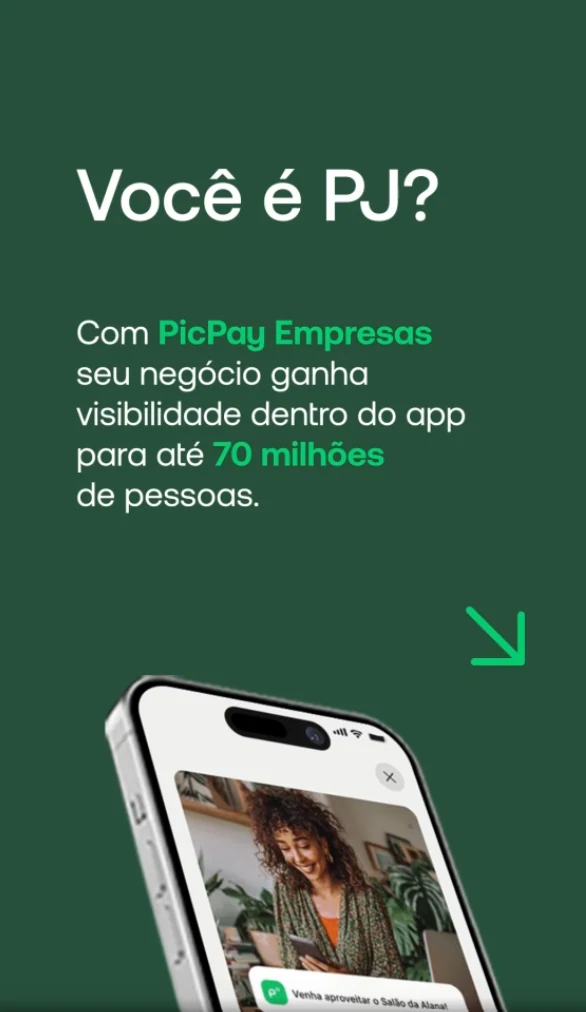 Você é PJ?
Com PicPay Empresas
seu negócio ganha
visibilidade dentro do app
para até 70 milhões
de pessoas.
Venha aproveitar o Salão da Alana!